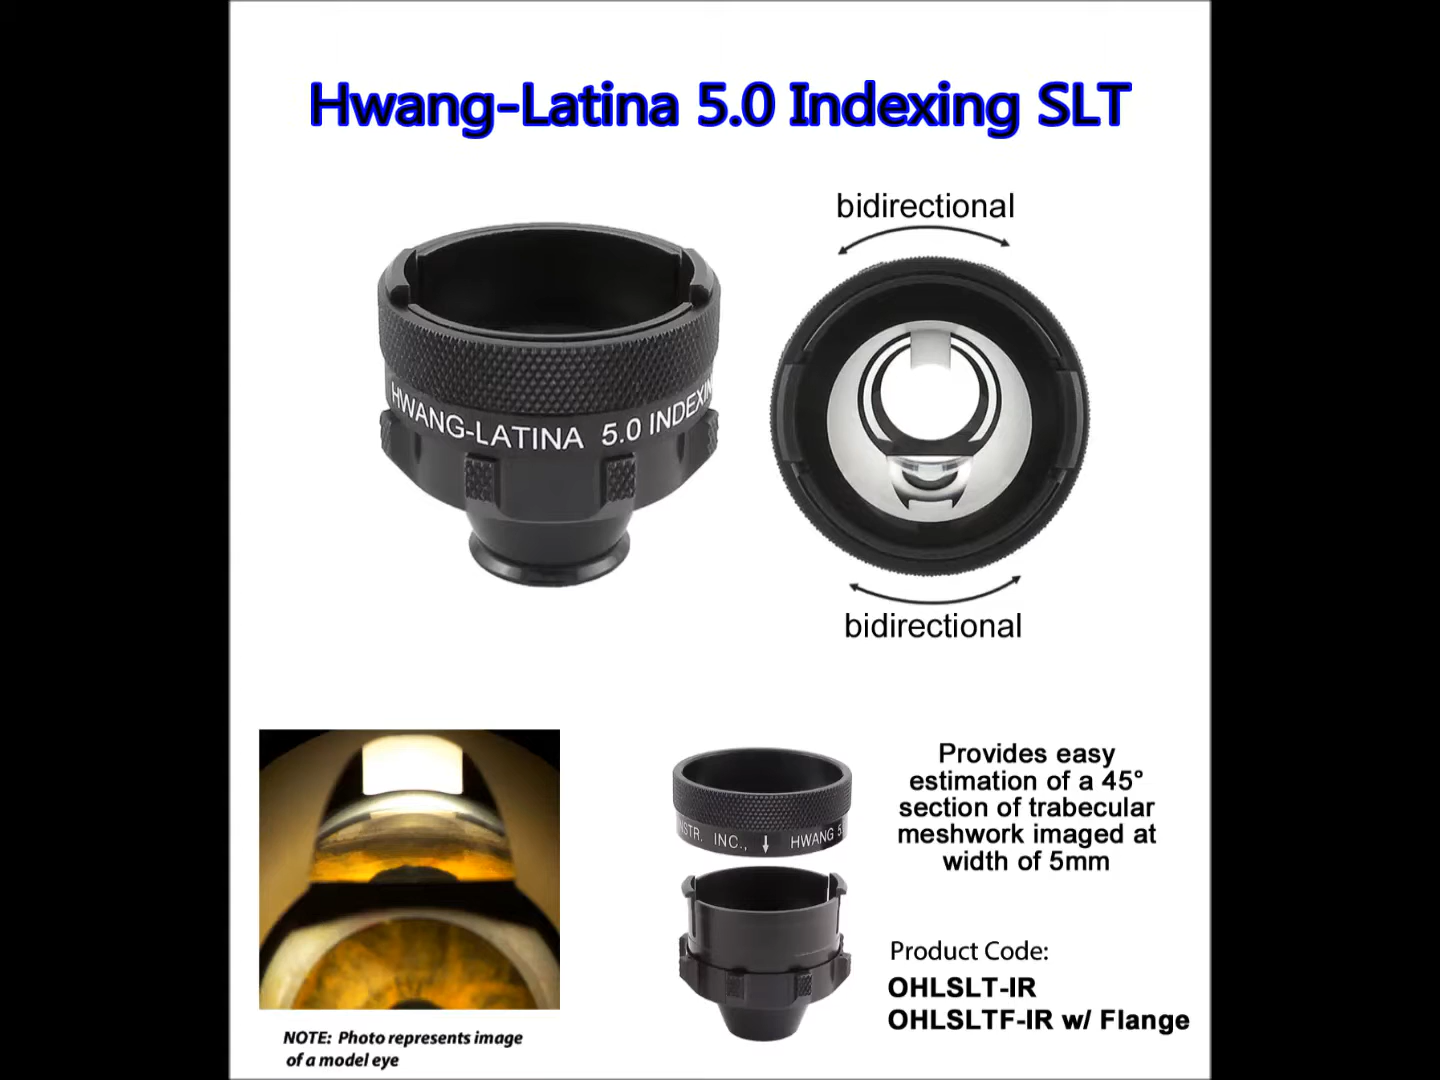 Hwang-Latina 5.0 Indexing SLT
bidirectional
HWANG-LATINA 5.0 INDEXIN
bidirectional
Provides easy
estimation of a 45°
section of trabecular
meshwork imaged at
width of 5mm
NSTR. INC., ↓ HWANG 5.
Product Code:
OHLSLT-IR
OHLSLTF-IR w/ Flange
NOTE: Photo represents image
of a model eye